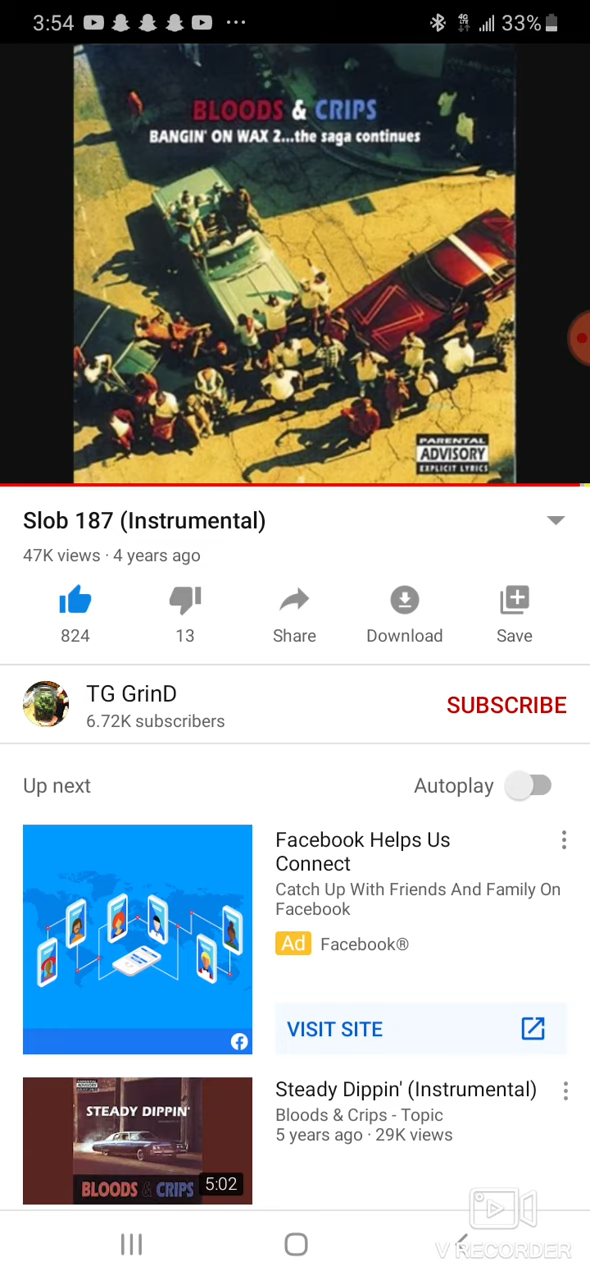 3:54
33%
BLOODS & CRIPS
BANGIN' ON WAX 2...the saga continues
PARENTAL
ADVISORY
EXPLICIT LYRICS
Slob 187 (Instrumental)
47K views · 4 years ago
824
13
Share
Download
Save
TG GrinD
6.72K subscribers
SUBSCRIBE
Up next
Autoplay
Facebook Helps Us
Connect
Catch Up With Friends And Family On
Facebook
Ad Facebook®
VISIT SITE
STEADY DIPPIN'
BLOODS & CRIPS
5:02
Steady Dippin' (Instrumental)
Bloods & Crips - Topic
5 years ago · 29K views
V RECORDER